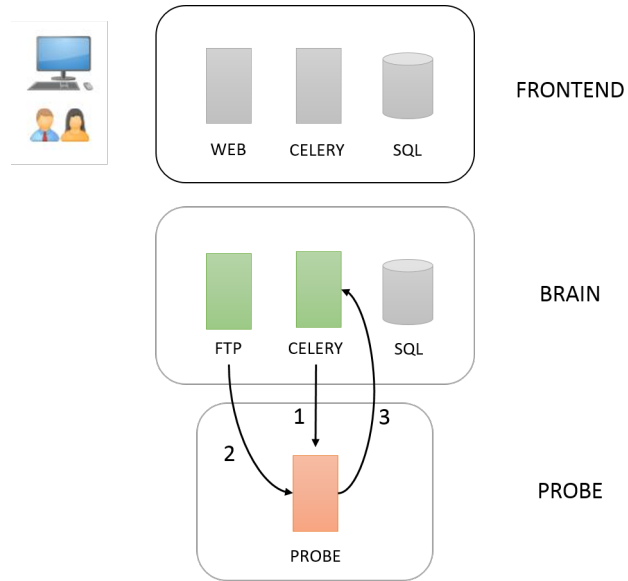 FRONTEND
WEB CELERY SQL
BRAIN
FTP CELERY SQL
1 3
2
PROBE
PROBE